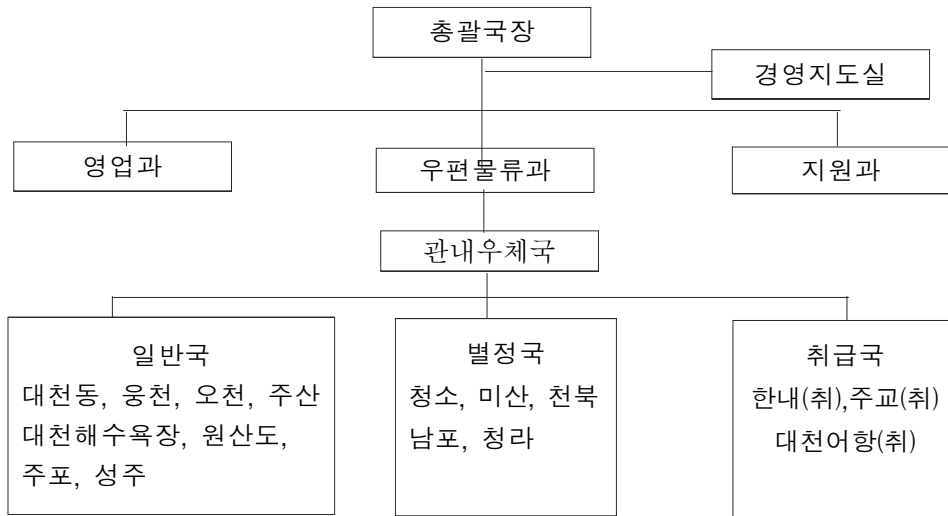 총괄국장
경영지도실
영업과
우편물류과
지원과
관내우체국
일반국
대천동, 웅천, 오천, 주산
대천해수욕장, 원산도,
주포, 성주
별정국
청소, 미산, 천북
남포, 청라
취급국
한내(취),주교(취)
대천어항(취)